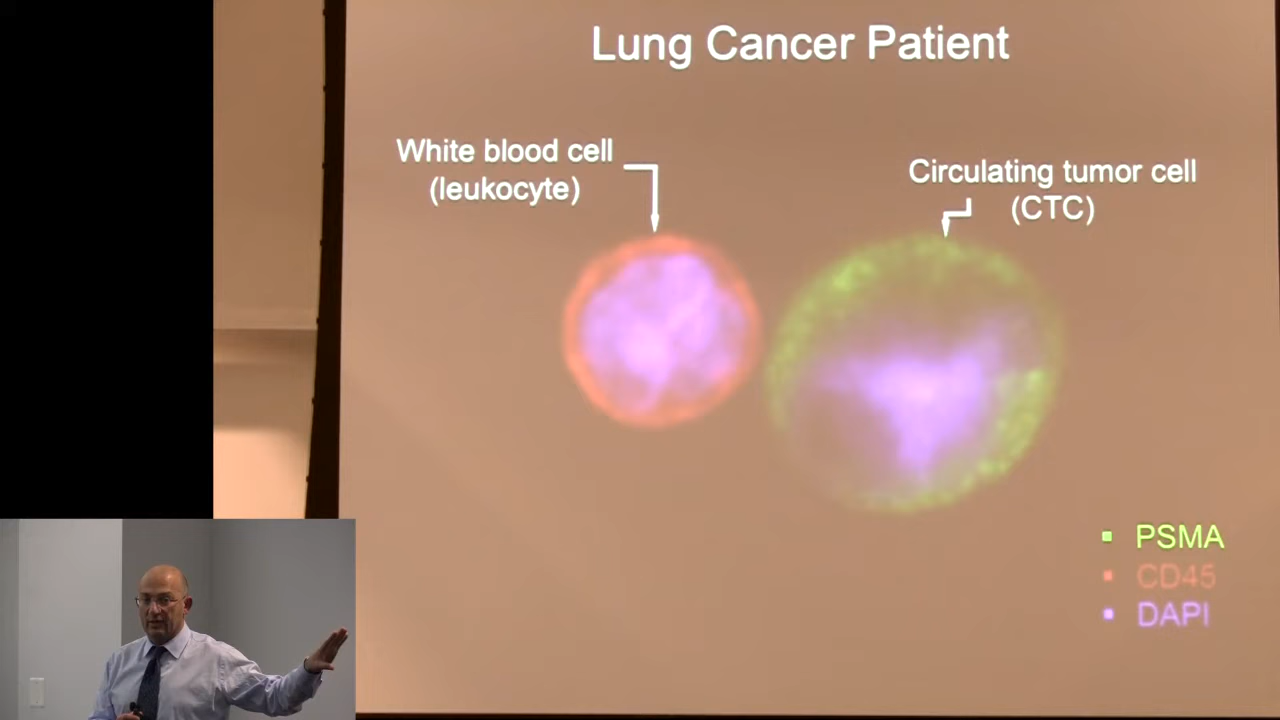 Lung Cancer Patient
White blood cell
(leukocyte)
Circulating tumor cell
(CTC)
PSMA
CD45
DAPI